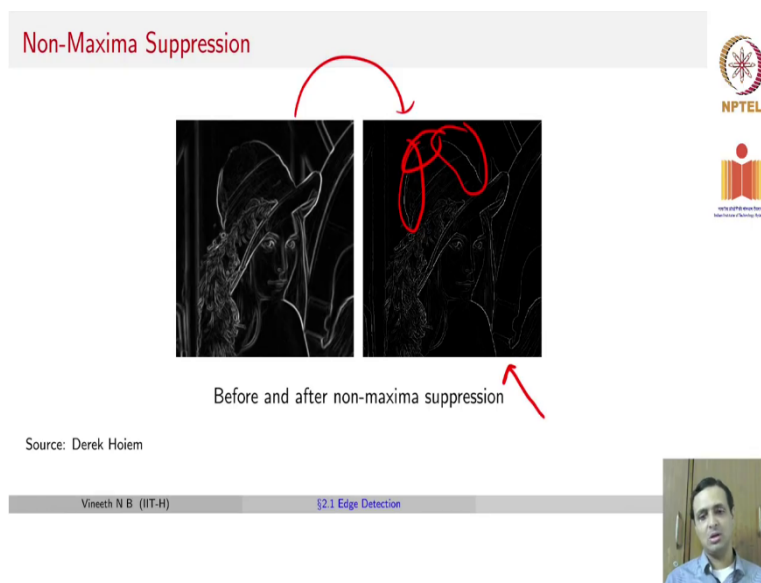 Non-Maxima Suppression
NPTEL
Before and after non-maxima suppression
Source: Derek Hoiem
Vineeth N B (IIT-H)
§2.1 Edge Detection